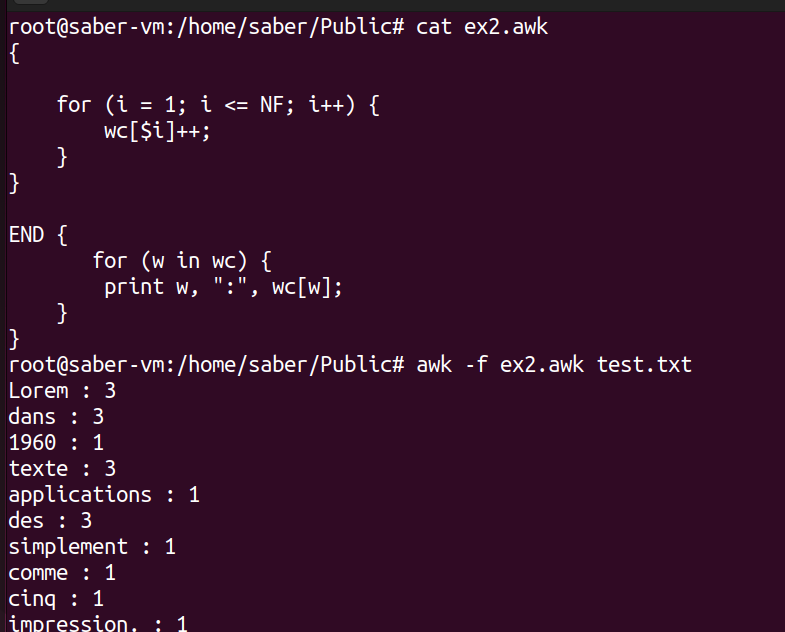 root@saber-vm:/home/saber/Public# cat ex2.awk
{
    for (i = 1; i <= NF; i++) {
        wc[$i]++;
    }
}
END {
       for (w in wc) {
        print w, ":", wc[w];
    }
}
root@saber-vm:/home/saber/Public# awk -f ex2.awk test.txt
Lorem : 3
dans : 3
1960 : 1
texte : 3
applications : 1
des : 3
simplement : 1
comme : 1
cinq : 1
impression. : 1